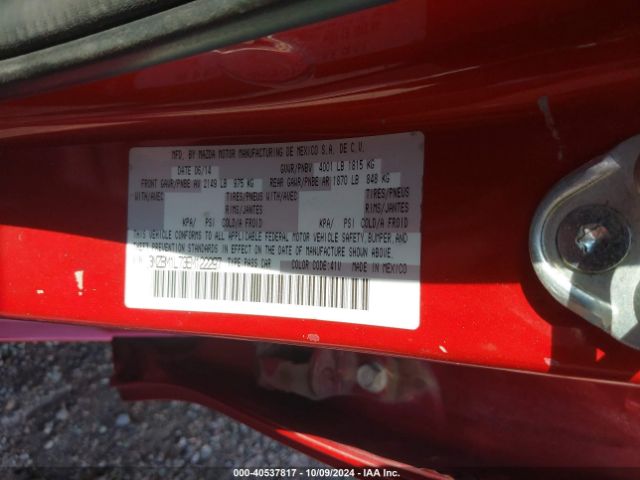 MFD. BY MAZDA MOTOR MANUFACTURING DE MEXICO S.A. DE C.V.
DATE 06/14 GVWR/PNBV 4001 LB 1815 KG
FRONT GAWR/PNBE AV 2149 LB 975 KG REAR GAWR/PNBE AR 1870 LB 848 KG
WITH/AVEC TIRES/PNEUS WITH/AVEC TIRES/PNEUS
RIMS/JANTES RIMS/JANTES
KPA/ PSI COLD/A FROID KPA/ PSI COLD/A FROID
THIS VEHICLE CONFORMS TO ALL APPLICABLE FEDERAL MOTOR VEHICLE SAFETY, BUMPER, AND
THEFT PREVENTION STANDARDS IN EFFECT ON THE DATE OF MANUFACTURE SHOWN ABOVE.
TYPE: PASS CAR COLOR CODE: 41V MADE IN MEXICO
000-40537817 - 10/09/2024 - IAA Inc.